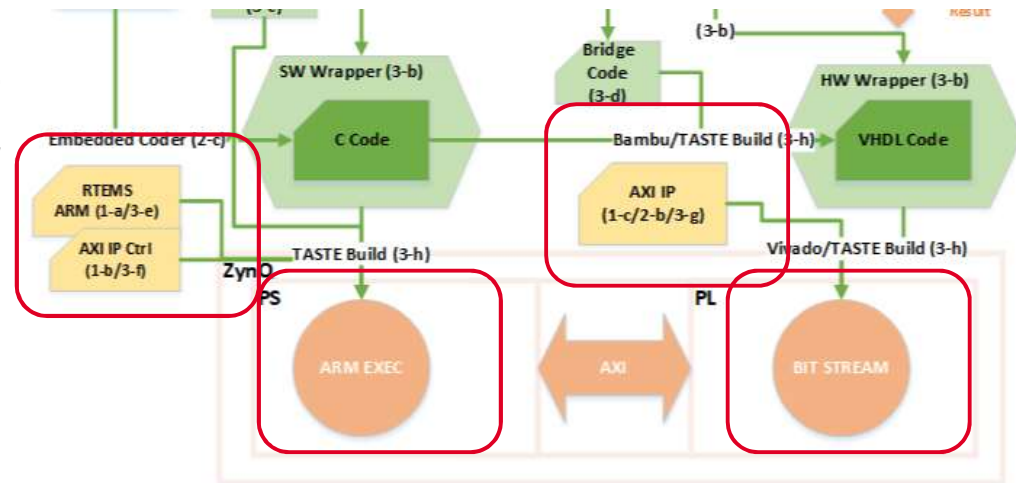 (3-e)
Result
(3-b)
Bridge
Code
(3-d)
SW Wrapper (3-b)
HW Wrapper (3-b)
Embedded Coder (2-c)
C Code
Bambu/TASTE Build (3-h)
VHDL Code
RTEMS
ARM (1-a/3-e)
AXI IP
(1-c/2-b/3-g)
AXI IP Ctrl
(1-b/3-f)
TASTE Build (3-h)
Vivado/TASTE Build (3-h)
ZynQ
PS
PL
ARM EXEC
AXI
BIT STREAM